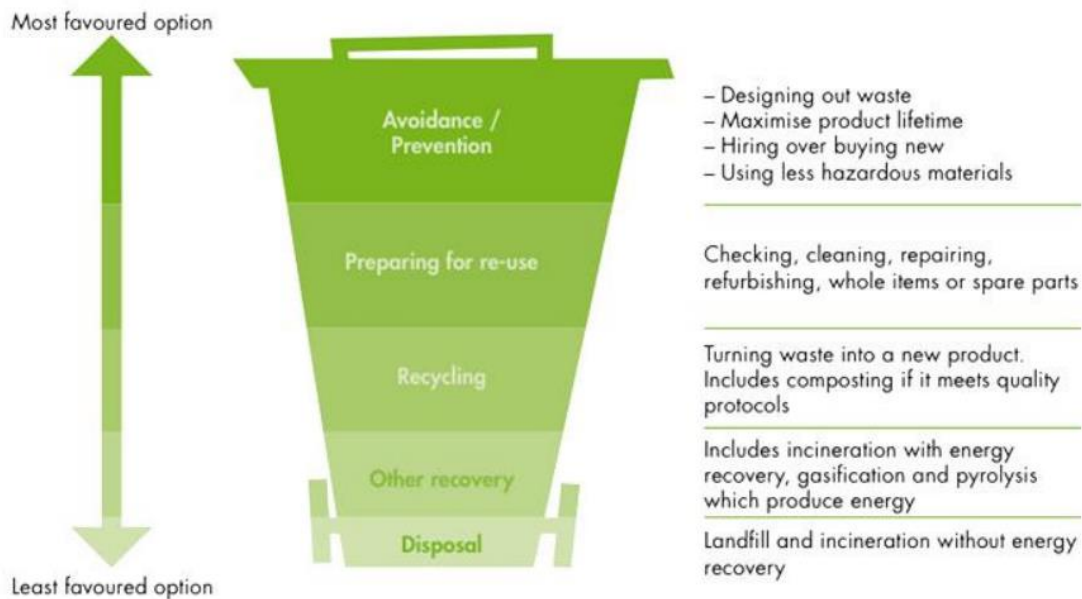 Most favoured option
Avoidance /
Prevention
– Designing out waste
– Maximise product lifetime
– Hiring over buying new
– Using less hazardous materials
Preparing for re-use
Checking, cleaning, repairing,
refurbishing, whole items or spare parts
Recycling
Turning waste into a new product.
Includes composting if it meets quality
protocols
Other recovery
Includes incineration with energy
recovery, gasification and pyrolysis
which produce energy
Disposal
Landfill and incineration without energy
recovery
Least favoured option